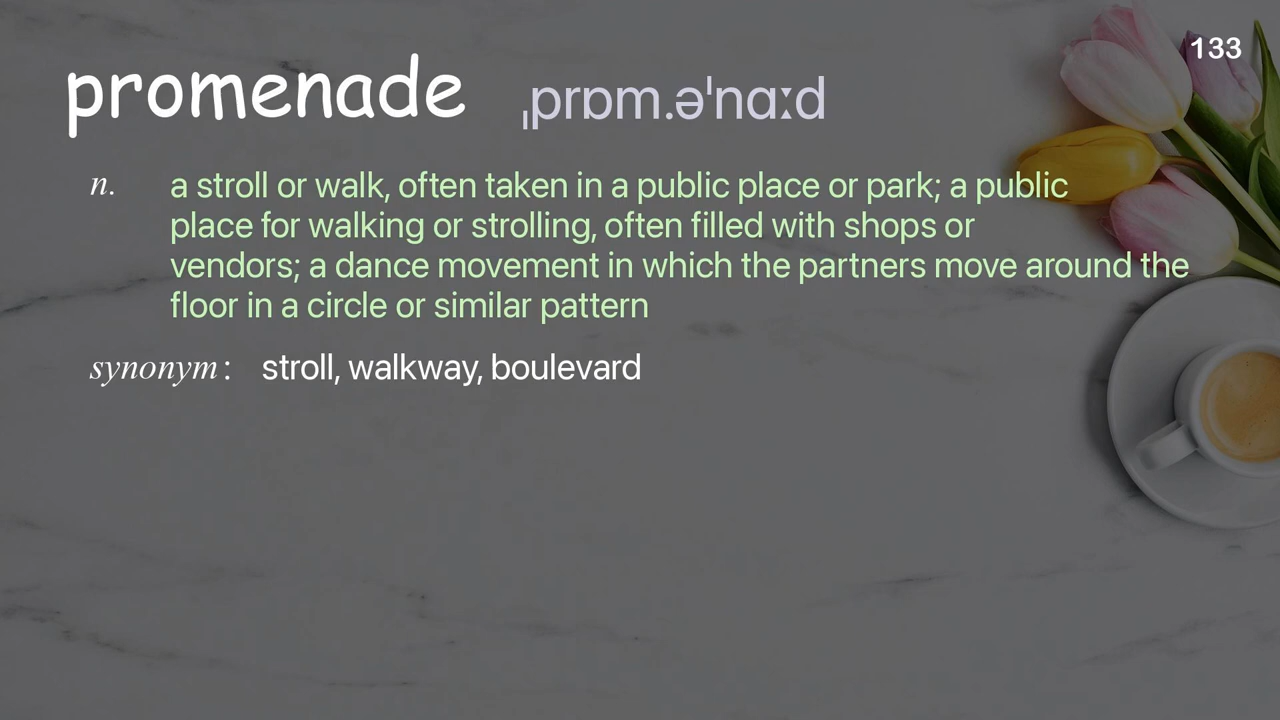 133
promenade ˌprɒm.əˈnɑːd
n. a stroll or walk, often taken in a public place or park; a public
place for walking or strolling, often filled with shops or
vendors; a dance movement in which the partners move around the
floor in a circle or similar pattern
synonym: stroll, walkway, boulevard